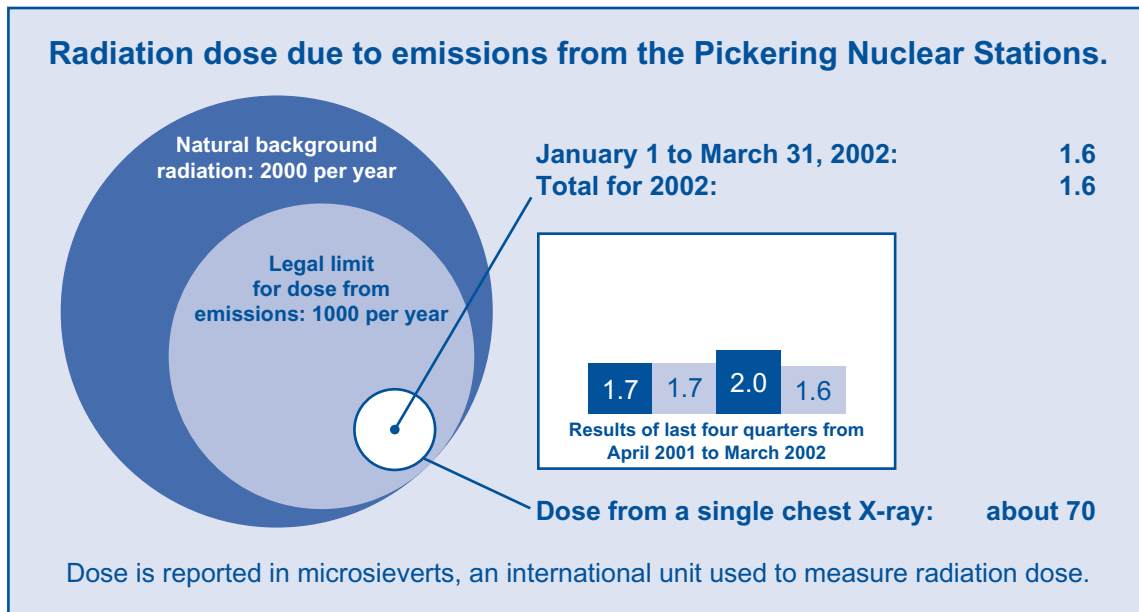 Radiation dose due to emissions from the Pickering Nuclear Stations.
Natural background
radiation: 2000 per year
Legal limit
for dose from
emissions: 1000 per year
January 1 to March 31, 2002: 1.6
Total for 2002: 1.6
1.7 1.7 2.0 1.6
Results of last four quarters from
April 2001 to March 2002
Dose from a single chest X-ray: about 70
Dose is reported in microsieverts, an international unit used to measure radiation dose.